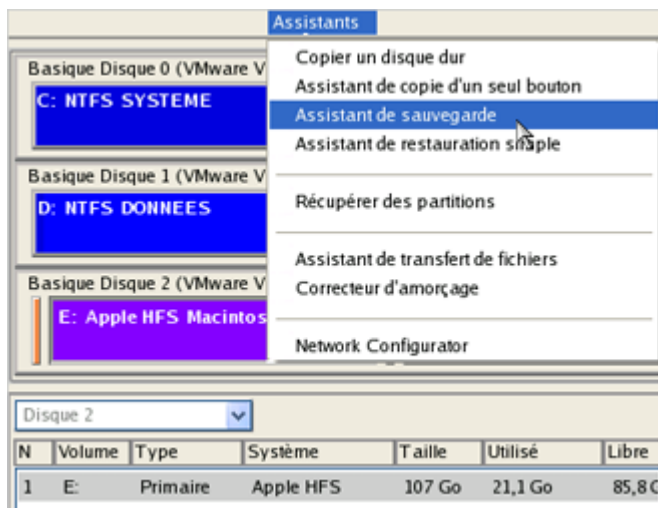 Assistants
Copier un disque dur
Assistant de copie d'un seul bouton
Assistant de sauvegarde
Assistant de restauration simple
Récupérer des partitions
Assistant de transfert de fichiers
Correcteur d'amorçage
Network Configurator
Basique Disque 0 (VMware V
C: NTFS SYSTEME
Basique Disque 1 (VMware V
D: NTFS DONNEES
Basique Disque 2 (VMware V
E: Apple HFS Macintos
Disque 2
N Volume Type Système Taille Utilisé Libre
1 E: Primaire Apple HFS 107 Go 21,1 Go 85,8 G